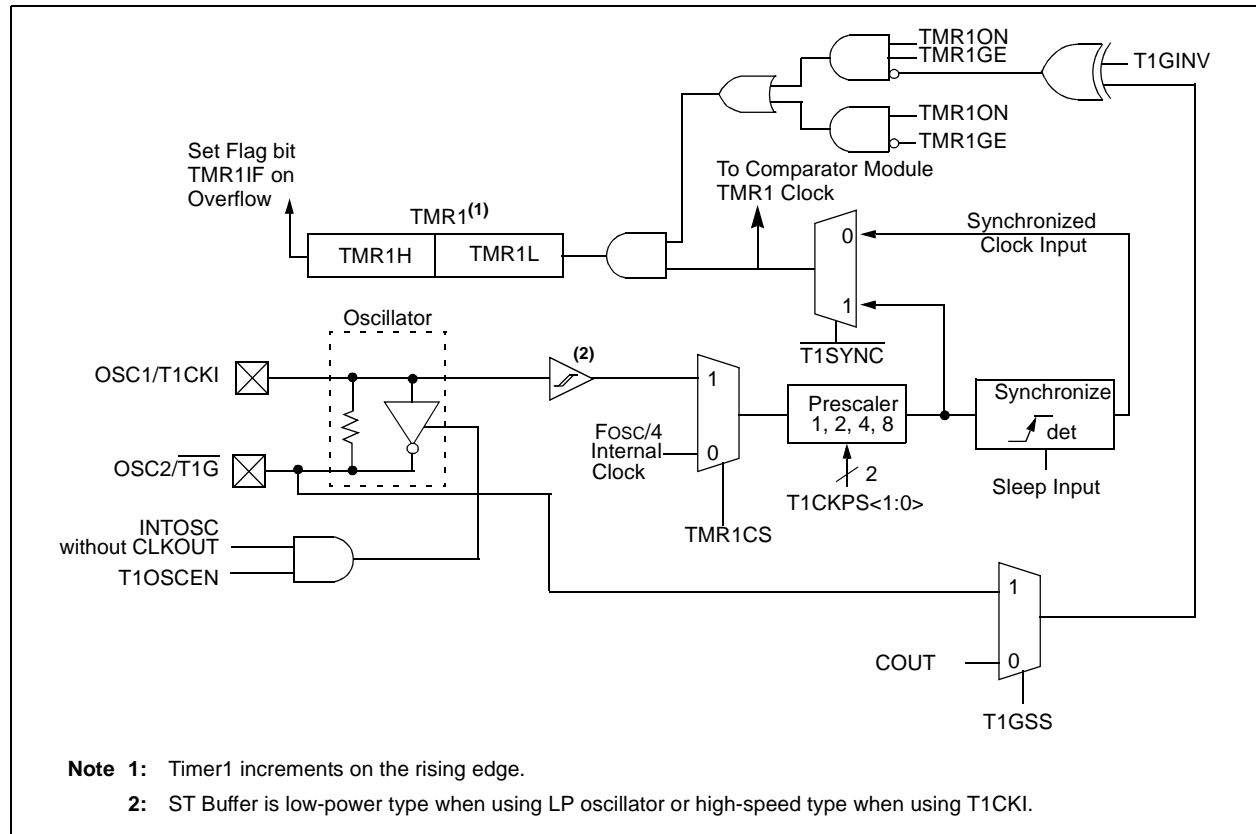 TMR1ON
TMR1GE
T1GINV
TMR1ON
TMR1GE
Set Flag bit
TMR1IF on
Overflow
To Comparator Module
TMR1 Clock
TMR1(1)
TMR1H
TMR1L
0
1
T1SYNC
Synchronized
Clock Input
Oscillator
(2)
OSC1/T1CKI
1
0
FOSC/4
Internal
Clock
TMR1CS
Prescaler
1, 2, 4, 8
2
T1CKPS<1:0>
Synchronize
det
Sleep Input
OSC2/T1G
INTOSC
without CLKOUT
T1OSCEN
1
0
COUT
T1GSS
Note 1: Timer1 increments on the rising edge.
2: ST Buffer is low-power type when using LP oscillator or high-speed type when using T1CKI.